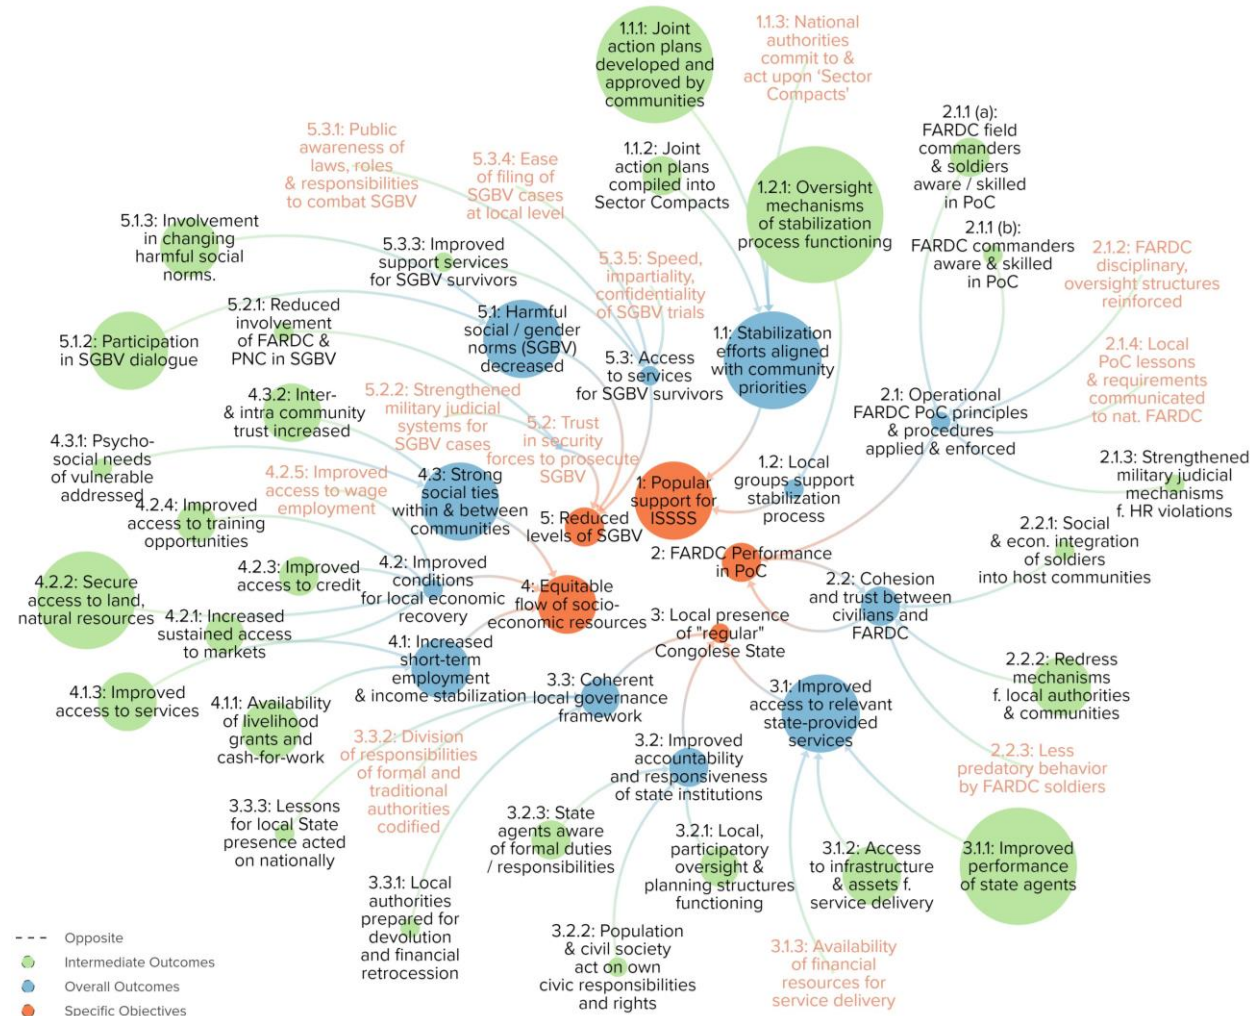 1.1.1: Joint
action plans
developed and
approved by
communities
1.1.3: National
authorities
commit to &
act upon ‘Sector
Compacts’
2.1.1 (a):
FARDC field
commanders
& soldiers
aware / skilled
in PoC
5.3.1: Public
awareness of
laws, roles
& responsibilities
to combat SGBV
5.3.4: Ease
of filing of
SGBV cases
at local level
1.1.2: Joint
action plans
compiled into
Sector Compacts
1.2.1: Oversight
mechanisms
of stabilization
process functioning
5.1.3: Involvement
in changing
harmful social
norms.
5.3.3: Improved
support services
for SGBV survivors
5.3.5: Speed,
impartiality,
confidentiality
of SGBV trials
2.1.1 (b):
FARDC commanders
aware & skilled
in PoC
2.1.2: FARDC
disciplinary,
oversight structures
reinforced
5.1.2: Participation
in SGBV dialogue
5.2.1: Reduced
involvement
of FARDC &
PNC in SGBV
5.1: Harmful
social / gender
norms (SGBV)
decreased
5.3: Access
to services
for SGBV survivors
1.1: Stabilization
efforts aligned
with community
priorities
2.1.4: Local
PoC lessons
& requirements
communicated
to nat. FARDC
4.3.2: Inter-
& intra community
trust increased
5.2.2: Strengthened
military judicial
systems for
SGBV cases
5.2: Trust
in security
forces to prosecute
SGBV
2.1: Operational
FARDC PoC principles
& procedures
applied & enforced
4.3.1: Psycho-
social needs
of vulnerable
addressed
4.2.5: Improved
access to wage
employment
4.3: Strong
social ties
within & between
communities
1: Popular
support for
ISSSS
1.2: Local
groups support
stabilization
process
2.1.3: Strengthened
military judicial
mechanisms
f. HR violations
4.2.4: Improved
access to training
opportunities
5: Reduced
levels of SGBV
2.2.1: Social
& econ. integration
of soldiers
into host communities
4.2.2: Secure
access to land,
natural resources
4.2.3: Improved
access to credit
4.2: Improved
conditions
for local economic
recovery
4: Equitable
flow of socio-
economic resources
2: FARDC Performance
in PoC
2.2: Cohesion
and trust between
civilians and
FARDC
4.2.1: Increased
sustained access
to markets
4.1: Increased
short-term
employment
& income stabilization
3: Local presence
of "regular"
Congolese State
2.2.2: Redress
mechanisms
f. local authorities
& communities
4.1.3: Improved
access to services
4.1.1: Availability
of livelihood
grants and
cash-for-work
3.3: Coherent
local governance
framework
3.1: Improved
access to relevant
state-provided
services
3.3.2: Division
of responsibilities
of formal and
traditional
authorities
codified
3.2: Improved
accountability
and responsiveness
of state institutions
2.2.3: Less
predatory behavior
by FARDC soldiers
3.3.3: Lessons
for local State
presence acted
on nationally
3.2.3: State
agents aware
of formal duties
/ responsibilities
3.2.1: Local,
participatory
oversight &
planning structures
functioning
3.1.2: Access
to infrastructure
& assets f.
service delivery
3.1.1: Improved
performance
of state agents
3.3.1: Local
authorities
prepared for
devolution
and financial
retrocession
3.2.2: Population
& civil society
act on own
civic responsibilities
and rights
3.1.3: Availability
of financial
resources for
service delivery
Opposite
Intermediate Outcomes
Overall Outcomes
Specific Objectives